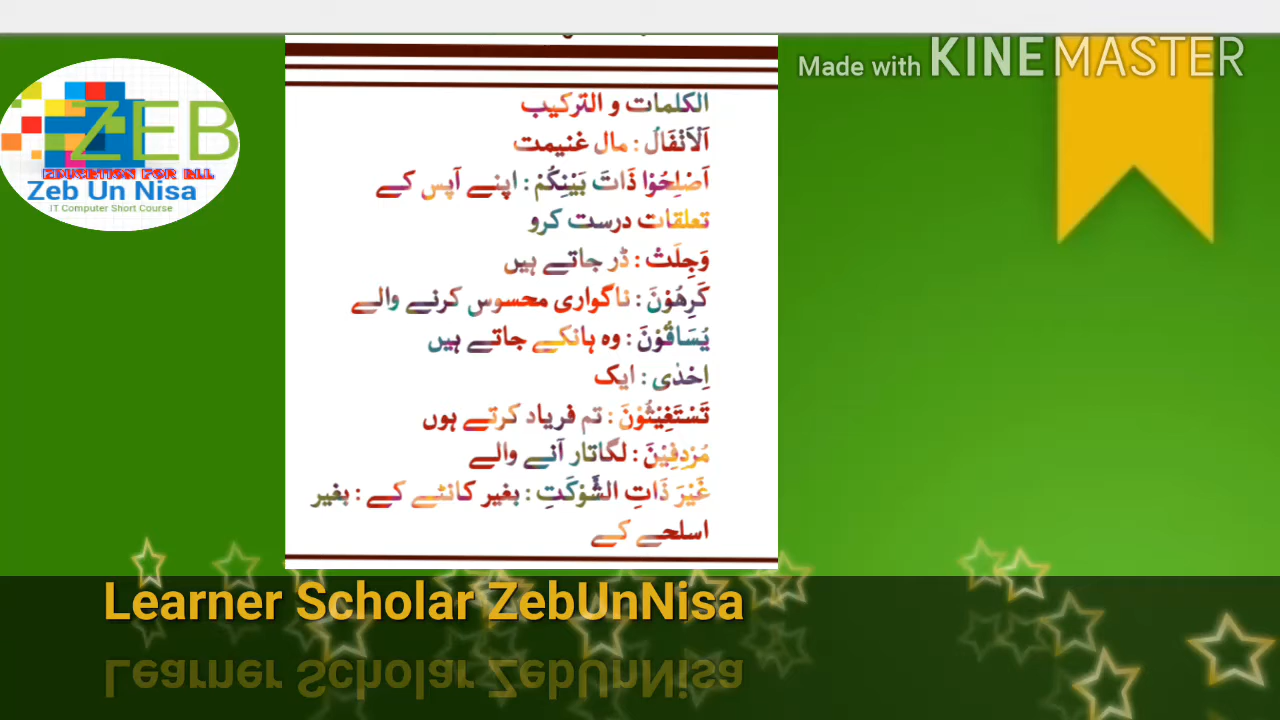 Made with KINEMASTER
ZEB
EDUCATION FOR ALL
Zeb Un Nisa
IT Computer Short Course
الکلمات و الترکیب
اَلْاَنْفَالُ : مال غنیمت
اَصْلِحُوْا ذَاتَ بَيْنِكُمْ : اپنے آپس کے
تعلقات درست کرو
وَجِلَتْ : ڈر جاتے ہیں
كَرِهُوْنَ : ناگواری محسوس کرنے والے
يُسَاقُوْنَ : وہ ہانکے جاتے ہیں
اِحْدٰى : ایک
تَسْتَغِيْثُوْنَ : تم فریاد کرتے ہوں
مُرْدِفِيْنَ : لگاتار آنے والے
غَيْرَ ذَاتِ الشَّوْكَتِ : بغیر کانٹے کے : بغیر
اسلحے کے
Learner Scholar ZebUnNisa